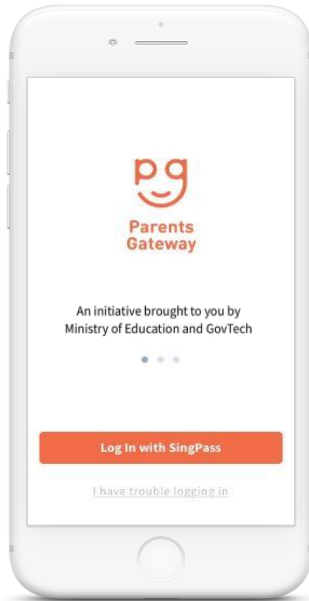 pg
Parents
Gateway
An initiative brought to you by
Ministry of Education and GovTech
Log In with SingPass
I have trouble logging in